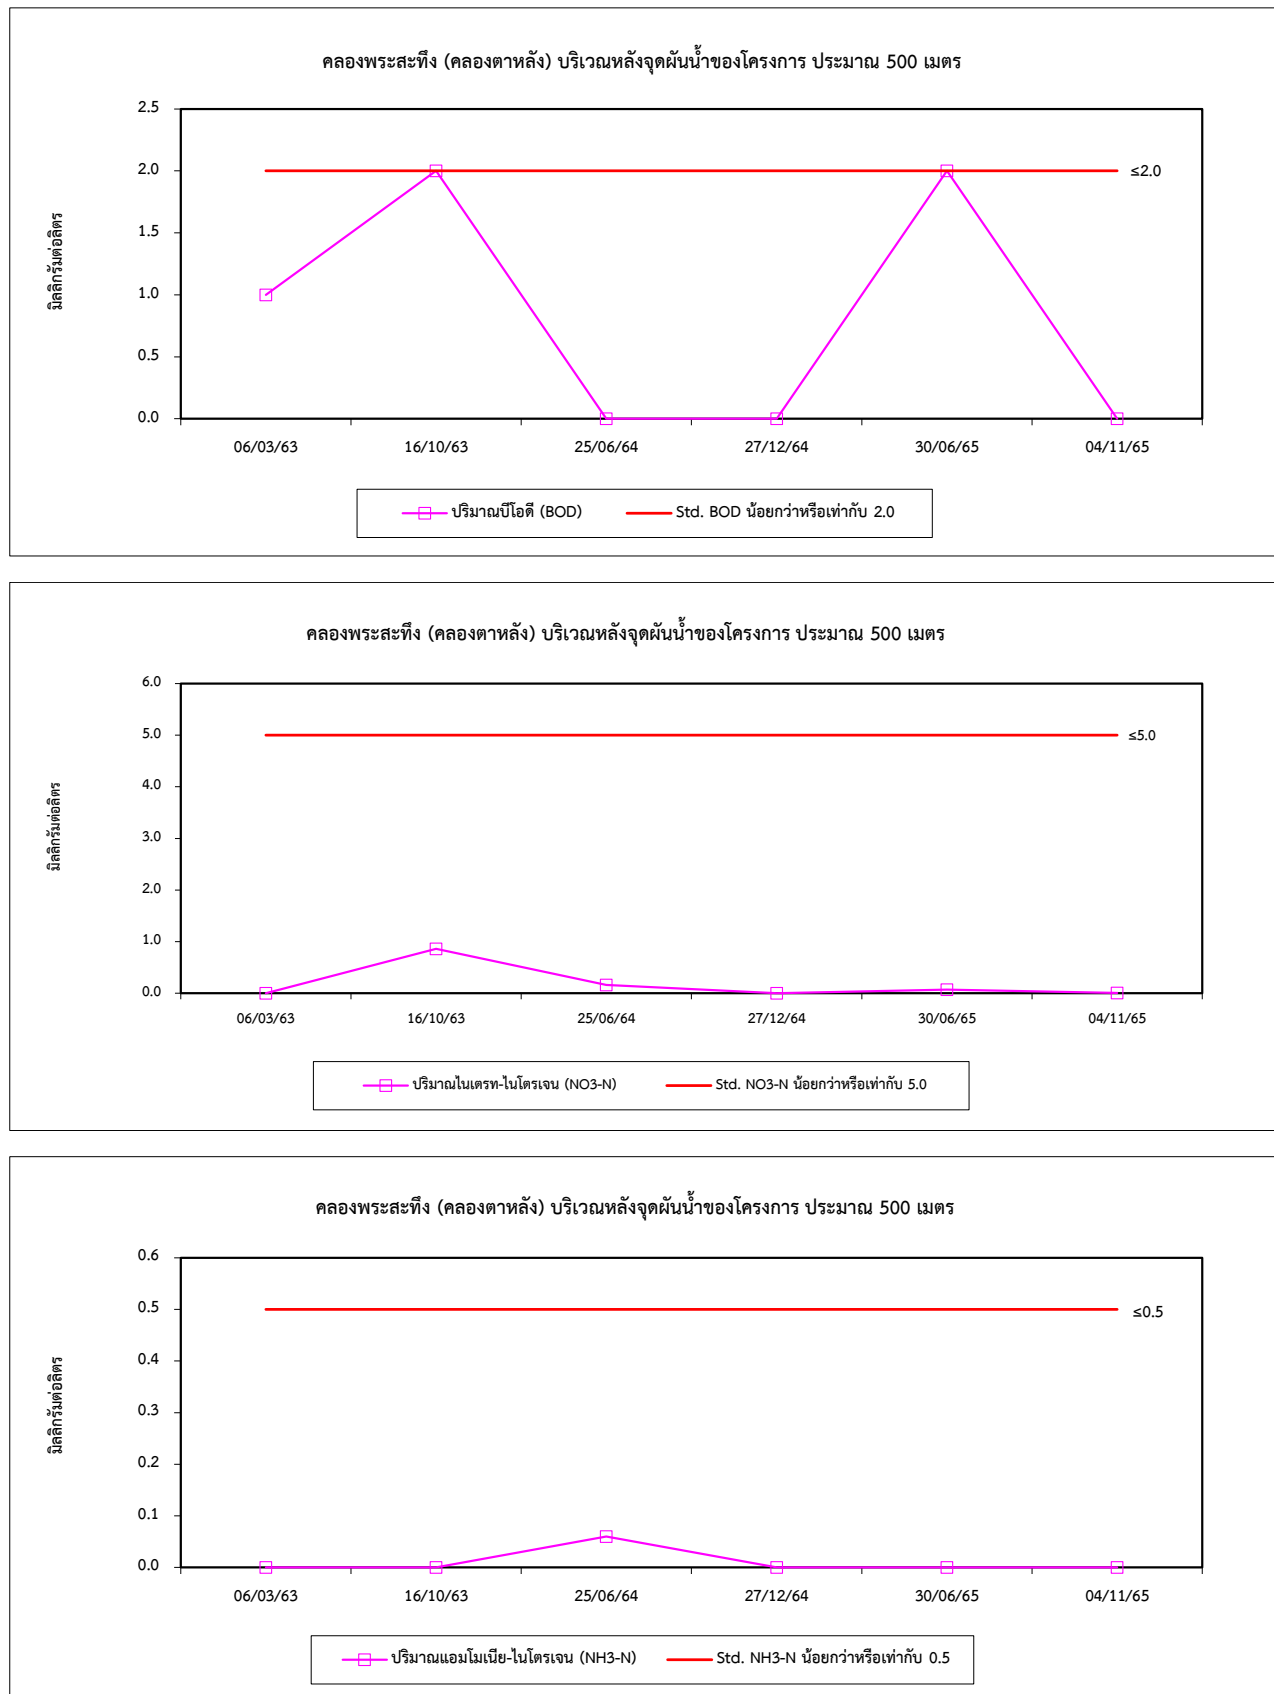 คลองพระสะทึง (คลองตาหลัง) บริเวณหลังจุดผันน้ำของโครงการ ประมาณ 500 เมตร
มิลลิกรัมต่อลิตร
2.5
2.0
1.5
1.0
0.5
0.0
≤2.0
06/03/63 16/10/63 25/06/64 27/12/64 30/06/65 04/11/65
ปริมาณบีโอดี (BOD) Std. BOD น้อยกว่าหรือเท่ากับ 2.0
คลองพระสะทึง (คลองตาหลัง) บริเวณหลังจุดผันน้ำของโครงการ ประมาณ 500 เมตร
มิลลิกรัมต่อลิตร
6.0
5.0
4.0
3.0
2.0
1.0
0.0
≤5.0
06/03/63 16/10/63 25/06/64 27/12/64 30/06/65 04/11/65
ปริมาณไนเตรท-ไนโตรเจน (NO3-N) Std. NO3-N น้อยกว่าหรือเท่ากับ 5.0
คลองพระสะทึง (คลองตาหลัง) บริเวณหลังจุดผันน้ำของโครงการ ประมาณ 500 เมตร
มิลลิกรัมต่อลิตร
0.6
0.5
0.4
0.3
0.2
0.1
0.0
≤0.5
06/03/63 16/10/63 25/06/64 27/12/64 30/06/65 04/11/65
ปริมาณแอมโมเนีย-ไนโตรเจน (NH3-N) Std. NH3-N น้อยกว่าหรือเท่ากับ 0.5